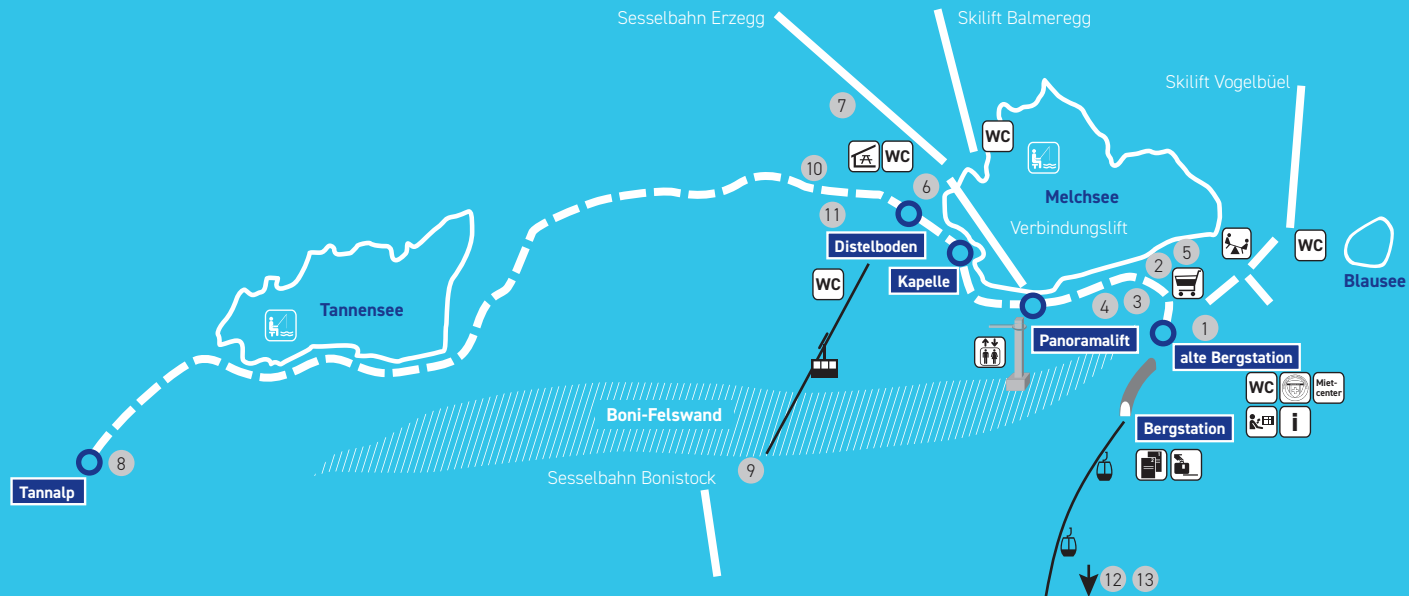 Sesselbahn Erzegg
Skilift Balmeregg
Skilift Vogelbüel
7
WC
WC
10
6
Melchsee
11
Verbindungslift
Distelboden
WC
5
2
Kapelle
WC
Blausee
Tannensee
4
3
1
Panoramalift
alte Bergstation
WC
Miet-
center
i
Boni-Felswand
Bergstation
8
9
Tannalp
Sesselbahn Bonistock
12
13